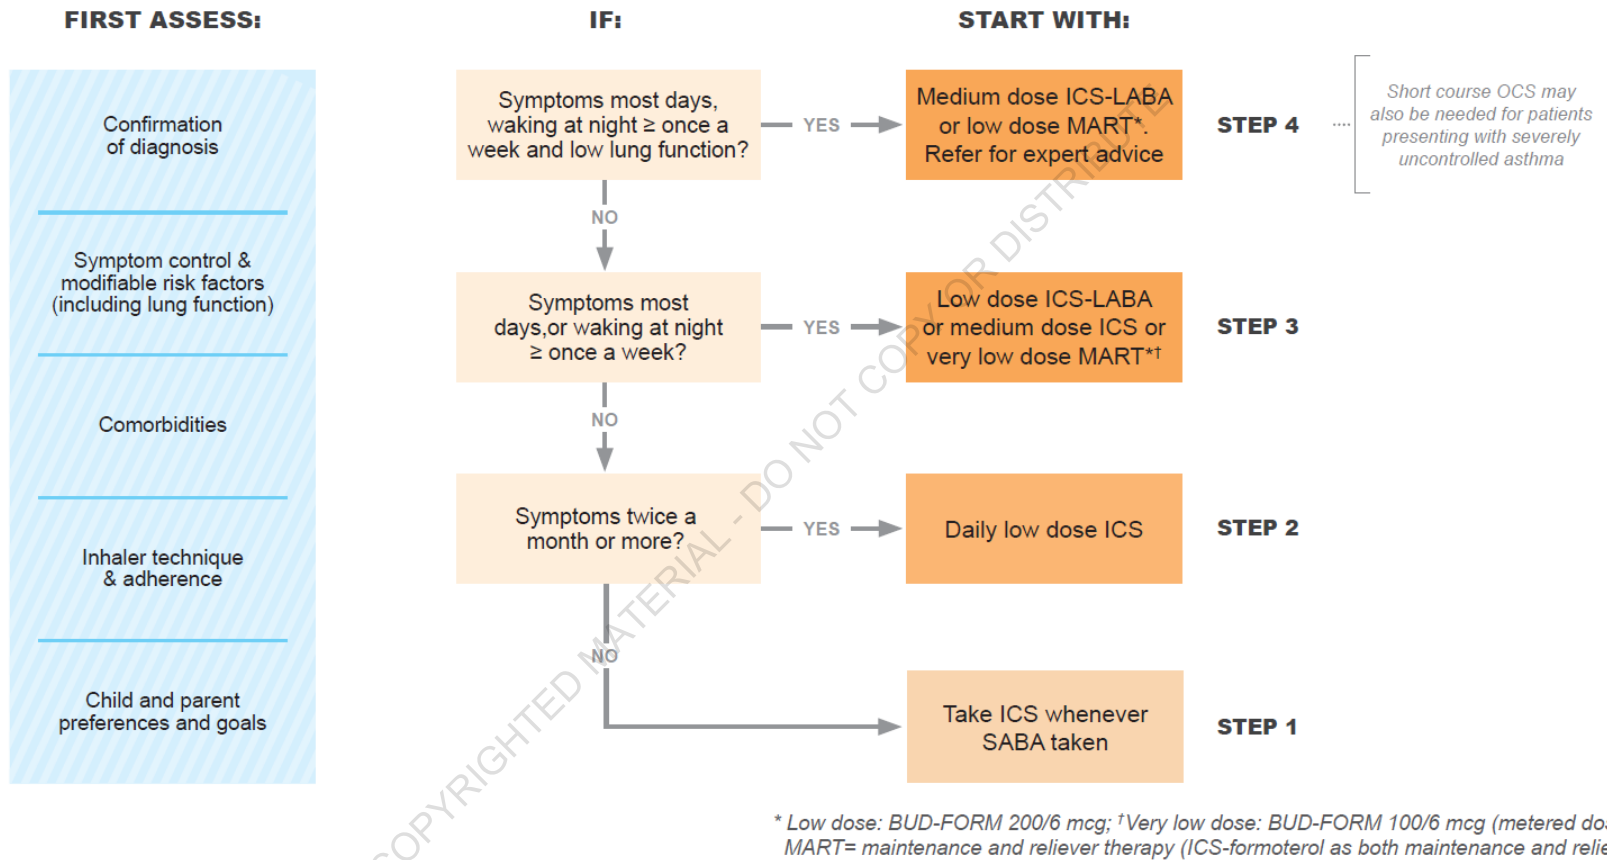 FIRST ASSESS:
IF:
START WITH:
Confirmation
of diagnosis
Symptom control &
modifiable risk factors
(including lung function)
Comorbidities
Inhaler technique
& adherence
Child and parent
preferences and goals
Symptoms most days,
waking at night ≥ once a
week and low lung function?
YES
Medium dose ICS-LABA
or low dose MART*.
Refer for expert advice
STEP 4
Short course OCS may
also be needed for patients
presenting with severely
uncontrolled asthma
NO
Symptoms most
days,or waking at night
≥ once a week?
YES
Low dose ICS-LABA
or medium dose ICS or
very low dose MART*†
STEP 3
NO
Symptoms twice a
month or more?
YES
Daily low dose ICS
STEP 2
NO
Take ICS whenever
SABA taken
STEP 1
* Low dose: BUD-FORM 200/6 mcg; †Very low dose: BUD-FORM 100/6 mcg (metered dos
MART= maintenance and reliever therapy (ICS-formoterol as both maintenance and relie
COPYRIGHTED MATERIAL - DO NOT COPY OR DISTRIBUTE